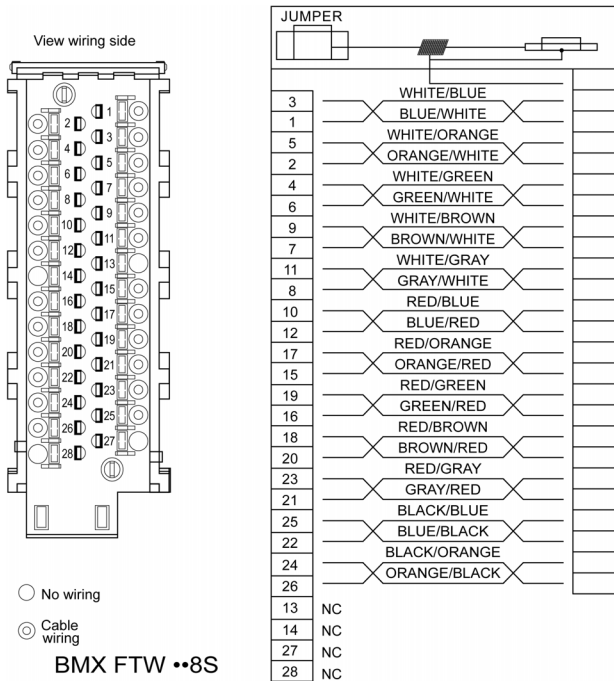 View wiring side
1
2
3
4
5
6
7
8
9
10
11
12
13
14
15
16
17
18
19
20
21
22
23
24
25
26
27
28
No wiring
Cable
wiring
BMX FTW ••8S
JUMPER
WHITE/BLUE
3
BLUE/WHITE
1
WHITE/ORANGE
5
ORANGE/WHITE
2
WHITE/GREEN
4
GREEN/WHITE
6
WHITE/BROWN
9
BROWN/WHITE
7
WHITE/GRAY
11
GRAY/WHITE
8
RED/BLUE
10
BLUE/RED
12
RED/ORANGE
17
ORANGE/RED
15
RED/GREEN
19
GREEN/RED
16
RED/BROWN
18
BROWN/RED
20
RED/GRAY
23
GRAY/RED
21
BLACK/BLUE
25
BLUE/BLACK
22
BLACK/ORANGE
24
ORANGE/BLACK
26
13 NC
14 NC
27 NC
28 NC